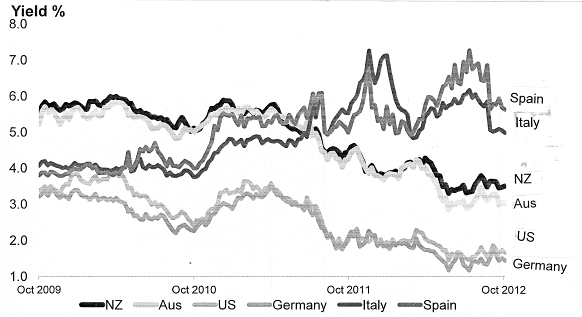 Yield %
8.0
7.0
6.0
5.0
4.0
3.0
2.0
1.0
Spain
Italy
NZ
Aus
US
Germany
Oct 2009 Oct 2010 Oct 2011 Oct 2012
NZ Aus US Germany Italy Spain